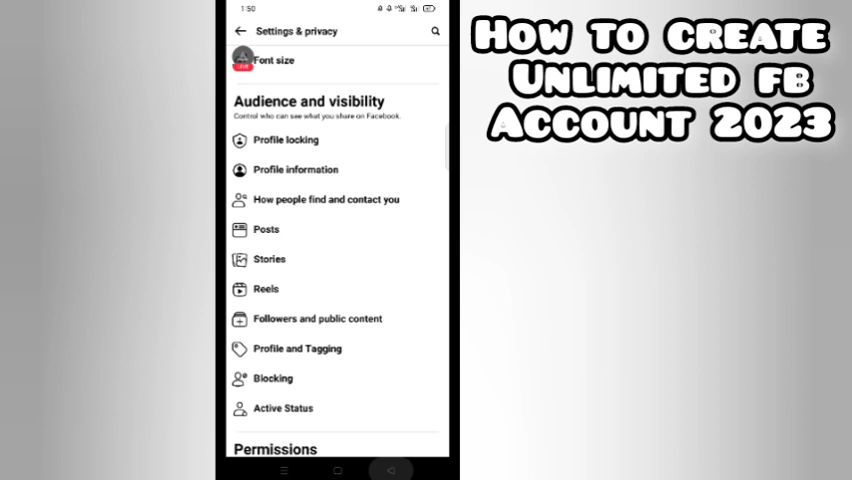 1:50
Settings & privacy
Font size
LIVE
Audience and visibility
Control who can see what you share on Facebook.
Profile locking
Profile information
How people find and contact you
Posts
Stories
Reels
Followers and public content
Profile and Tagging
Blocking
Active Status
Permissions
How to create
Unlimited fb
Account 2023